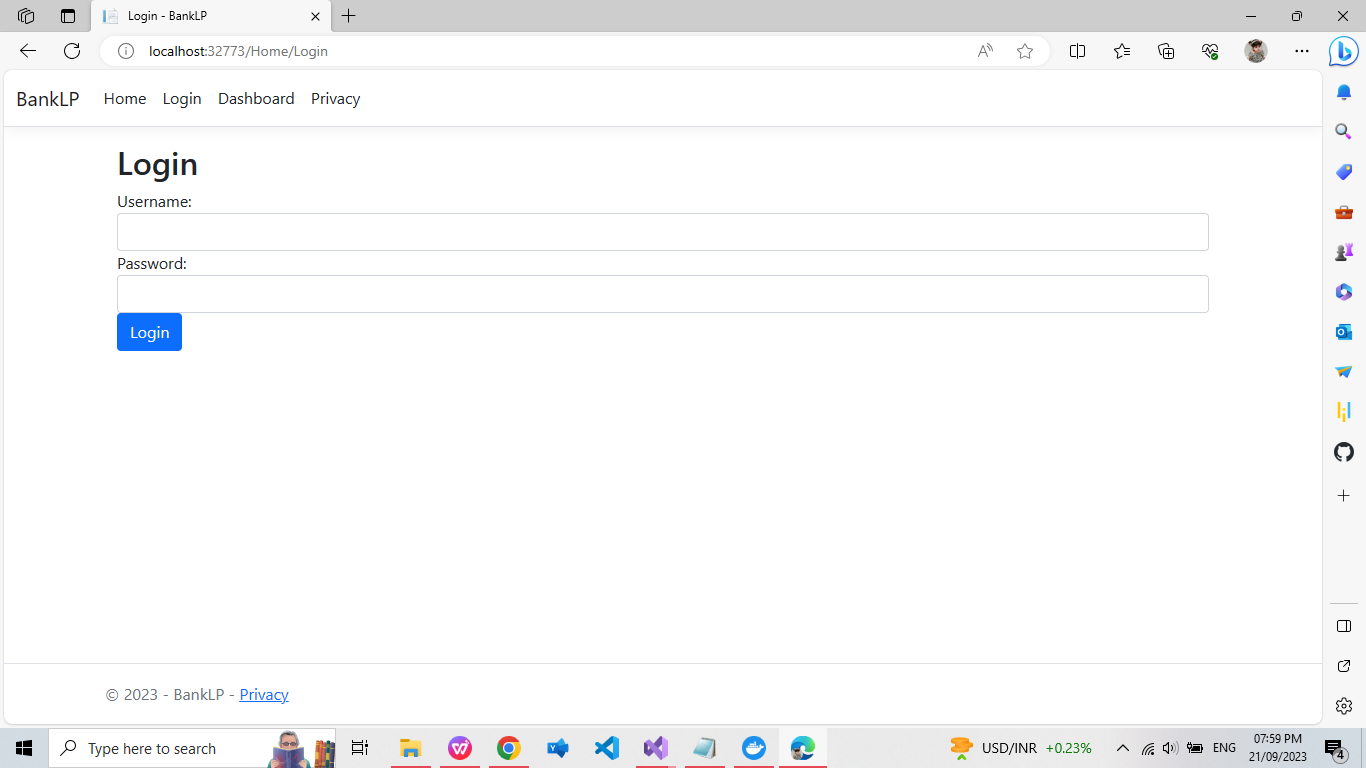 Login - BankLP
localhost:32773/Home/Login
BankLP Home Login Dashboard Privacy
Login
Username:
Password:
Login
© 2023 - BankLP - Privacy
Type here to search
USD/INR +0.23%
ENG
07:59 PM
21/09/2023
4